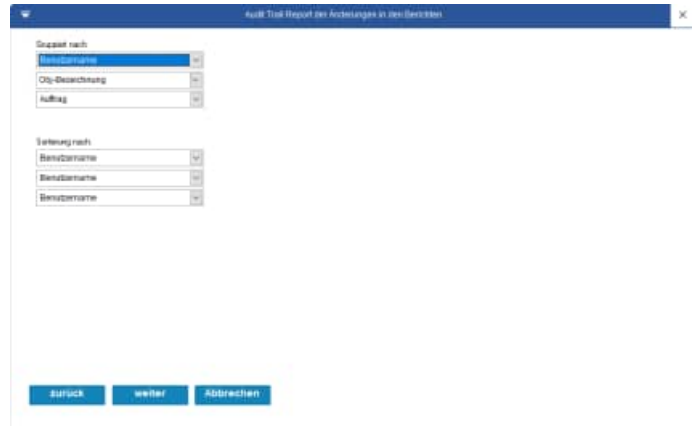 Audit Trail Report der Änderungen in den Berichten
Gruppiert nach:
Benutzername
Obj-Bezeichnung
Auftrag
Sortierung nach:
Benutzername
Benutzername
Benutzername
zurück weiter Abbrechen